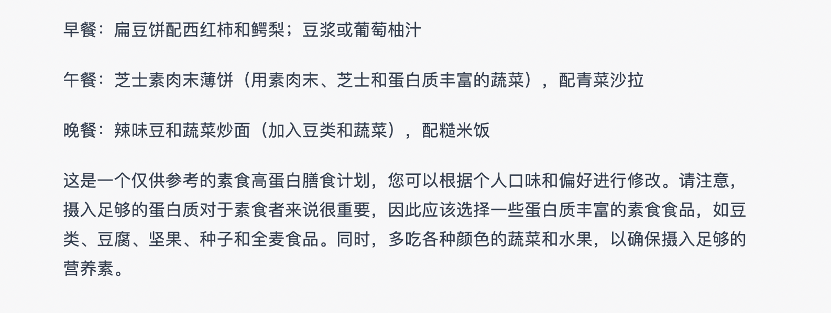 早餐：扁豆饼配西红柿和鳄梨；豆浆或葡萄柚汁
午餐：芝士素肉末薄饼（用素肉末、芝士和蛋白质丰富的蔬菜），配青菜沙拉
晚餐：辣味豆和蔬菜炒面（加入豆类和蔬菜），配糙米饭
这是一个仅供参考的素食高蛋白膳食计划，您可以根据个人口味和偏好进行修改。请注意，
摄入足够的蛋白质对于素食者来说很重要，因此应该选择一些蛋白质丰富的素食食品，如豆
类、豆腐、坚果、种子和全麦食品。同时，多吃各种颜色的蔬菜和水果，以确保摄入足够的
营养素。